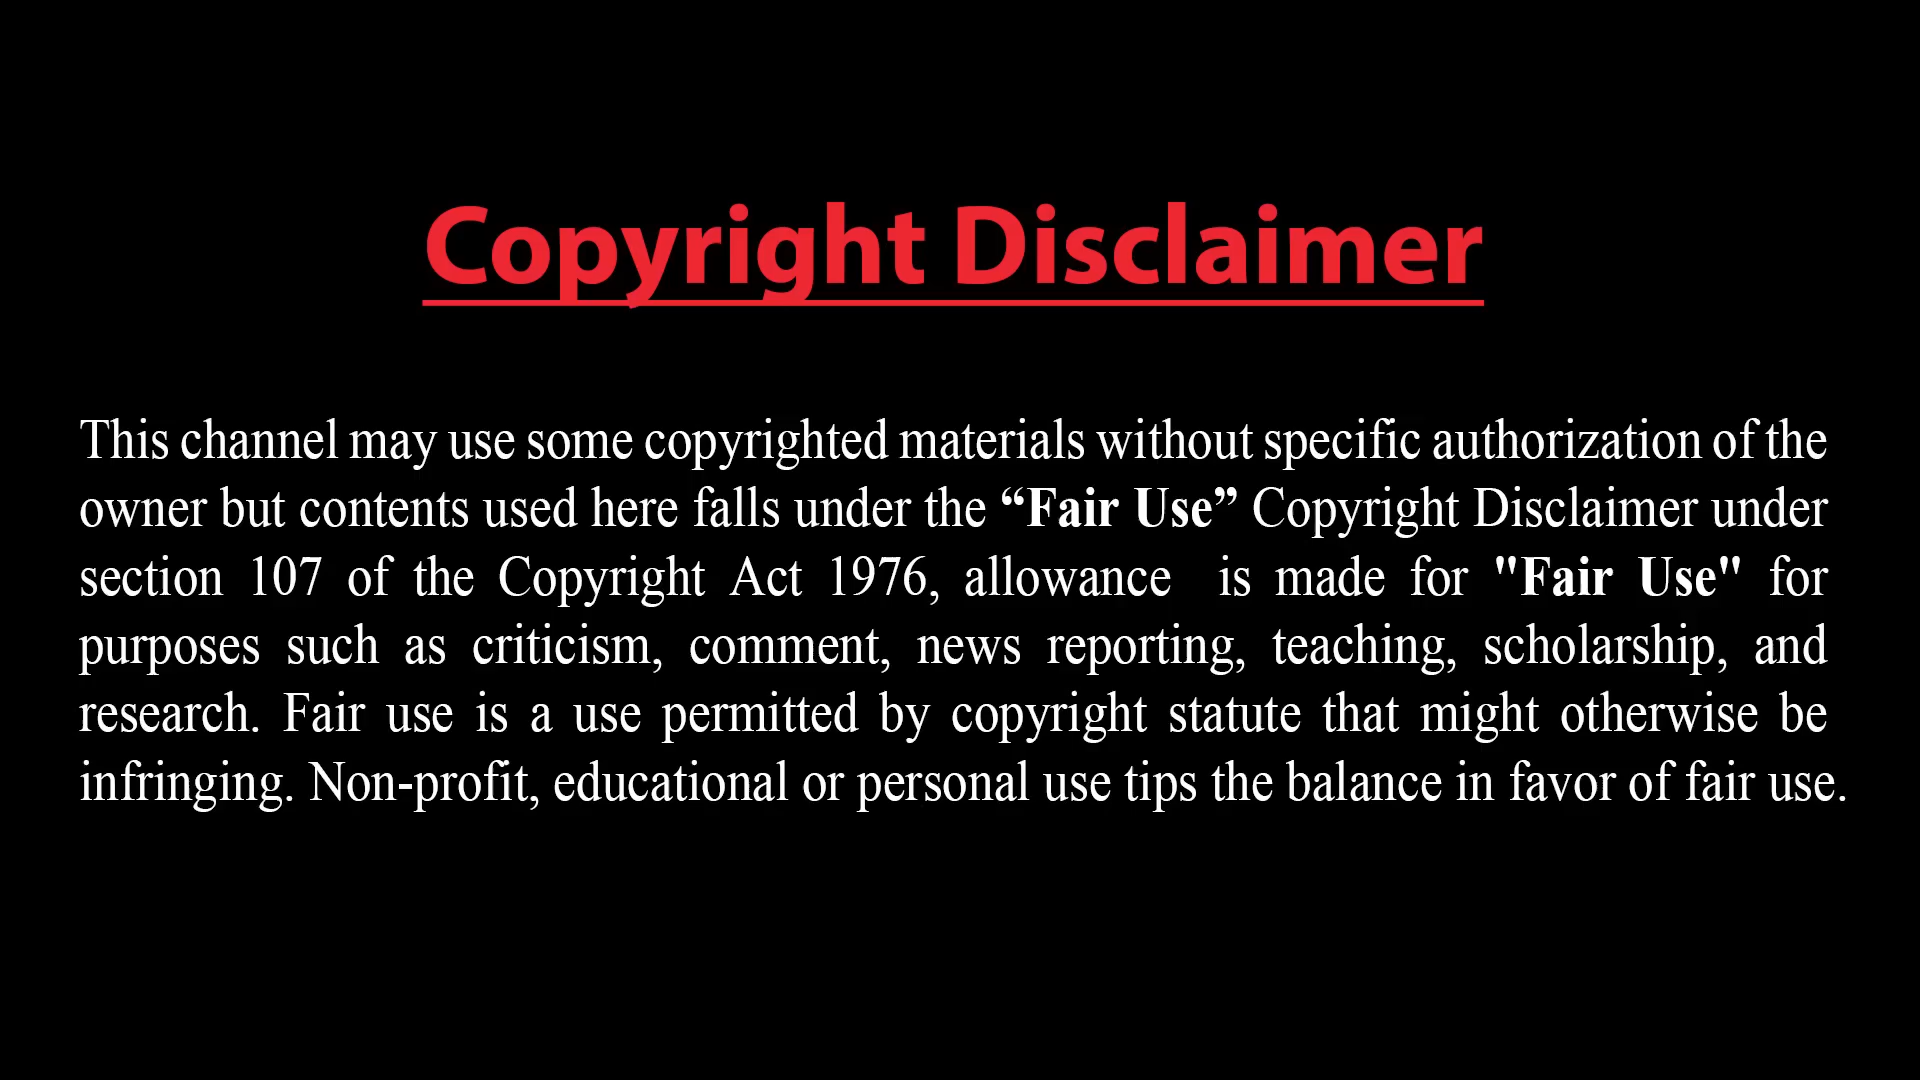 Copyright Disclaimer
This channel may use some copyrighted materials without specific authorization of the
owner but contents used here falls under the “Fair Use” Copyright Disclaimer under
section 107 of the Copyright Act 1976, allowance  is made for "Fair Use" for
purposes such as criticism, comment, news reporting, teaching, scholarship, and
research. Fair use is a use permitted by copyright statute that might otherwise be
infringing. Non-profit, educational or personal use tips the balance in favor of fair use.